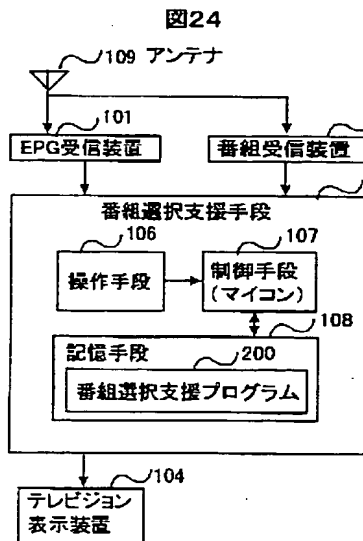 図24
109 アンテナ
101
EPG受信装置
番組受信装置
番組選択支援手段
106
107
操作手段
制御手段
(マイコン)
108
記憶手段
200
番組選択支援プログラム
104
テレビジョン
表示装置